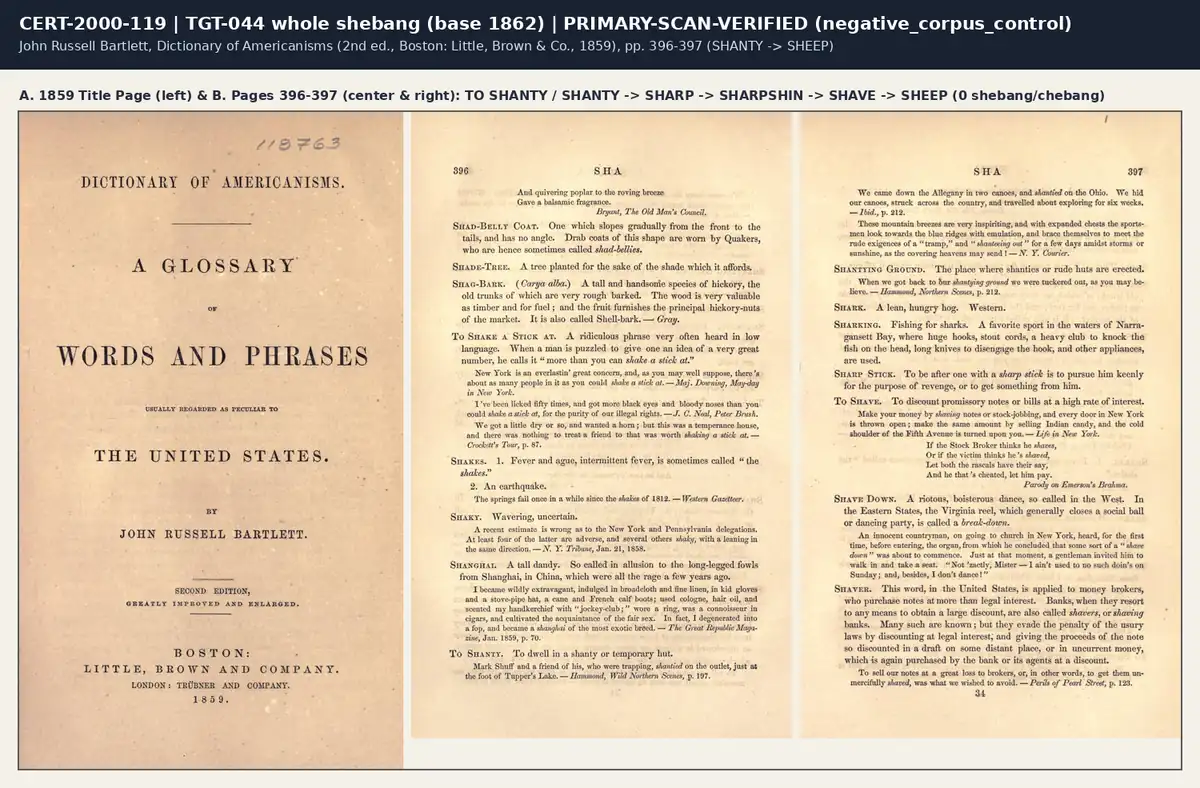 CERT-2000-119 | TGT-044 whole shebang (base 1862) | PRIMARY-SCAN-VERIFIED (negative_corpus_control)
John Russell Bartlett, Dictionary of Americanisms (2nd ed., Boston: Little, Brown & Co., 1859), pp. 396-397 (SHANTY -> SHEEP)
A. 1859 Title Page (left) & B. Pages 396-397 (center & right): TO SHANTY / SHANTY -> SHARP -> SHARPSHIN -> SHAVE -> SHEEP (0 shebang/chebang)
118763
DICTIONARY OF AMERICANISMS.
A GLOSSARY
OF
WORDS AND PHRASES
USUALLY REGARDED AS PECULIAR TO
THE UNITED STATES.
BY
JOHN RUSSELL BARTLETT.
SECOND EDITION,
GREATLY IMPROVED AND ENLARGED.
BOSTON:
LITTLE, BROWN AND COMPANY.
LONDON: TRÜBNER AND COMPANY.
1859.
396 SHA
And quivering poplar to the roving breeze
Gave a balsamic fragrance.
Bryant, The Old Man's Council.
SHAD-BELLY COAT. One which slopes gradually from the front to the
tails, and has no angle. Drab coats of this shape are worn by Quakers,
who are hence sometimes called shad-bellies.
SHADE-TREE. A tree planted for the sake of the shade which it affords.
SHAG-BARK. (Carya alba.) A tall and handsome species of hickory, the
old trunks of which are very rough barked. The wood is very valuable
as timber and for fuel; and the fruit furnishes the principal hickory-nuts
of the market. It is also called Shell-bark. — Gray.
TO SHAKE A STICK AT. A ridiculous phrase very often heard in low
language. When a man is puzzled to give one an idea of a very great
number, he calls it "more than you can shake a stick at."
New York is an everlastin' great concern, and, as you may well suppose, there's
about as many people in it as you could shake a stick at. — Maj. Downing, May-day
in New York.
I've been licked fifty times, and got more black eyes and bloody noses than you
could shake a stick at, for the purity of our illegal rights. — J. C. Neal, Peter Brush.
We got a little dry or so, and wanted a horn; but this was a temperance house,
and there was nothing to treat a friend to that was worth shaking a stick at. —
Crockett's Tour, p. 87.
SHAKES. 1. Fever and ague, intermittent fever, is sometimes called "the
shakes."
2. An earthquake.
The springs fail once in a while since the shakes of 1812. — Western Gazetteer.
SHAKY. Wavering, uncertain.
A recent estimate is wrong as to the New York and Pennsylvania delegations.
At least four of the latter are adverse, and several others shaky, with a leaning in
the same direction. — N. Y. Tribune, Jan. 21, 1858.
SHANGHAI. A tall dandy. So called in allusion to the long-legged fowls
from Shanghai, in China, which were all the rage a few years ago.
I became wildly extravagant, indulged in broadcloth and fine linen, in kid gloves
and a stove-pipe hat, a cane and French calf boots; used cologne, hair oil, and
scented my handkerchief with "jockey-club;" wore a ring, was a connoisseur in
cigars, and cultivated the acquaintance of the fair sex. In fact, I degenerated into
a fop, and became a shanghai of the most exotic breed. — The Great Republic Maga-
zine, Jan. 1859, p. 70.
TO SHANTY. To dwell in a shanty or temporary hut.
Mark Shuff and a friend of his, who were trapping, shantied on the outlet, just at
the foot of Tupper's Lake. — Hammond, Wild Northern Scenes, p. 197.
SHA 397
We came down the Allegany in two canoes, and shantied on the Ohio. We hid
our canoes, struck across the country, and travelled about exploring for six weeks.
— Ibid., p. 212.
These mountain breezes are very inspiriting, and with expanded chests the sports-
men look towards the blue ridges with emulation, and brace themselves to meet the
rude exigences of a "tramp," and "shanteeing out" for a few days amidst storms or
sunshine, as the covering heavens may send! — N. Y. Courier.
SHANTYING GROUND. The place where shanties or rude huts are erected.
When we got back to our shantying ground we were tuckered out, as you may be-
lieve. — Hammond, Northern Scenes, p. 212.
SHARK. A lean, hungry hog. Western.
SHARKING. Fishing for sharks. A favorite sport in the waters of Narra-
gansett Bay, where huge hooks, stout cords, a heavy club to knock the
fish on the head, long knives to disengage the hook, and other appliances,
are used.
SHARP STICK. To be after one with a sharp stick is to pursue him keenly
for the purpose of revenge, or to get something from him.
TO SHAVE. To discount promissory notes or bills at a high rate of interest.
Make your money by shaving notes or stock-jobbing, and every door in New York
is thrown open; make the same amount by selling Indian candy, and the cold
shoulder of the Fifth Avenue is turned upon you. — Life in New York.
If the Stock Broker thinks he shaves,
Or if the victim thinks he's shaved,
Let both the rascals have their say,
And he that's cheated, let him pay.
Parody on Emerson's Brahma.
SHAVE DOWN. A riotous, boisterous dance, so called in the West. In
the Eastern States, the Virginia reel, which generally closes a social ball
or dancing party, is called a break-down.
An innocent countryman, on going to church in New York, heard, for the first
time, before entering, the organ, from which he concluded that some sort of a "shave
down" was about to commence. Just at that moment, a gentleman invited him to
walk in and take a seat. "Not 'zactly, Mister — I ain't used to no such doin's on
Sunday; and, besides, I don't dance!"
SHAVER. This word, in the United States, is applied to money brokers,
who purchase notes at more than legal interest. Banks, when they resort
to any means to obtain a large discount, are also called shavers, or shaving
banks. Many such are known; but they evade the penalty of the usury
laws by discounting at legal interest, and giving the proceeds of the note
so discounted in a draft on some distant place, or in uncurrent money,
which is again purchased by the bank or its agents at a discount.
To sell our notes at a great loss to brokers, or, in other words, to get them un-
mercifully shaved, was what we wished to avoid. — Perils of Pearl Street, p. 123.
34